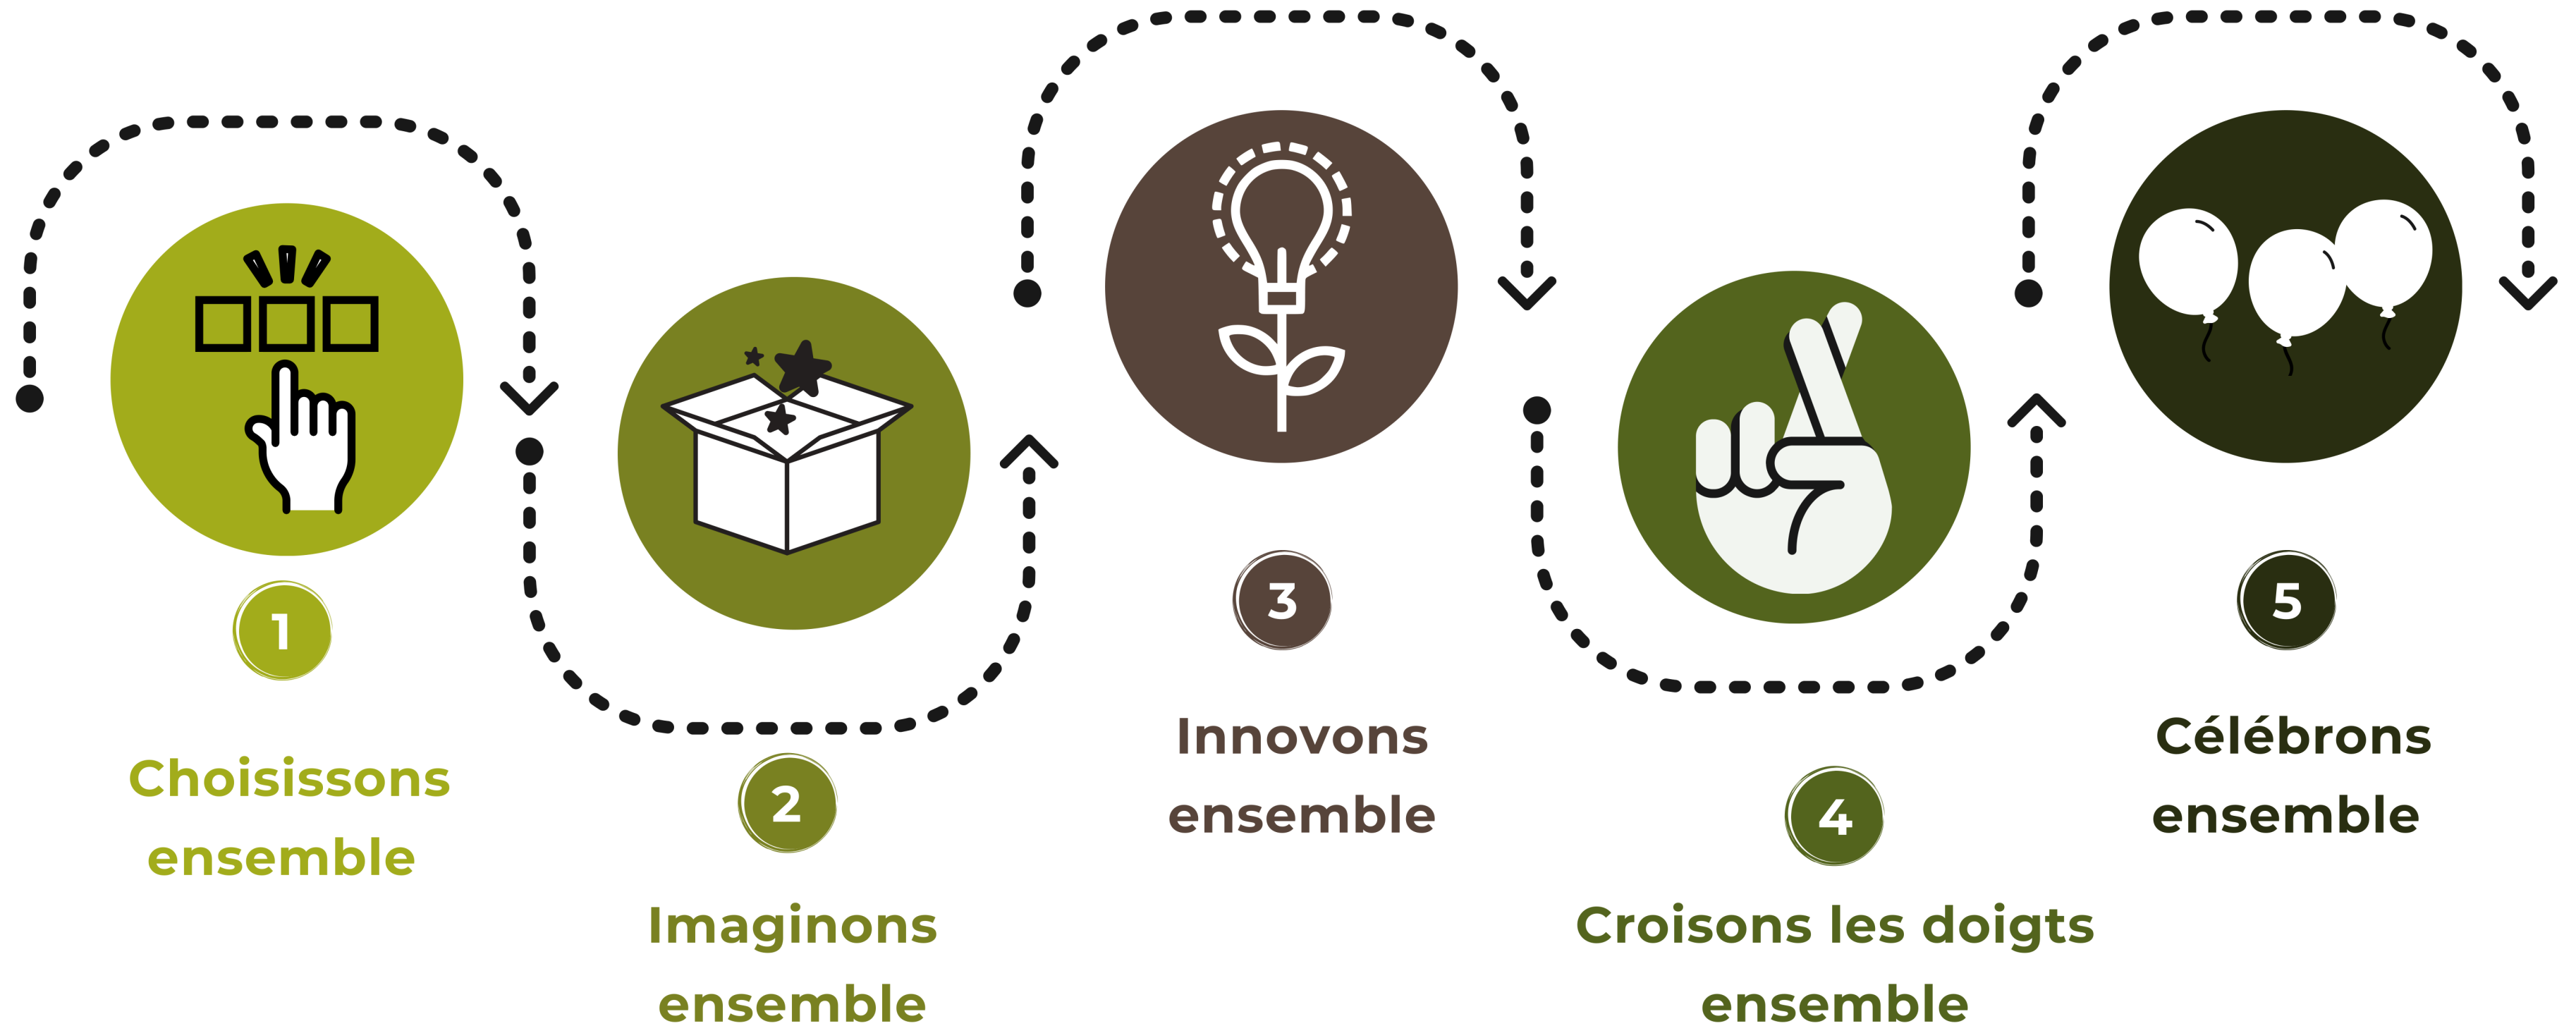 1
Choisissons
ensemble
2
Imaginons
ensemble
3
Innovons
ensemble
4
Croisons les doigts
ensemble
5
Célébrons
ensemble